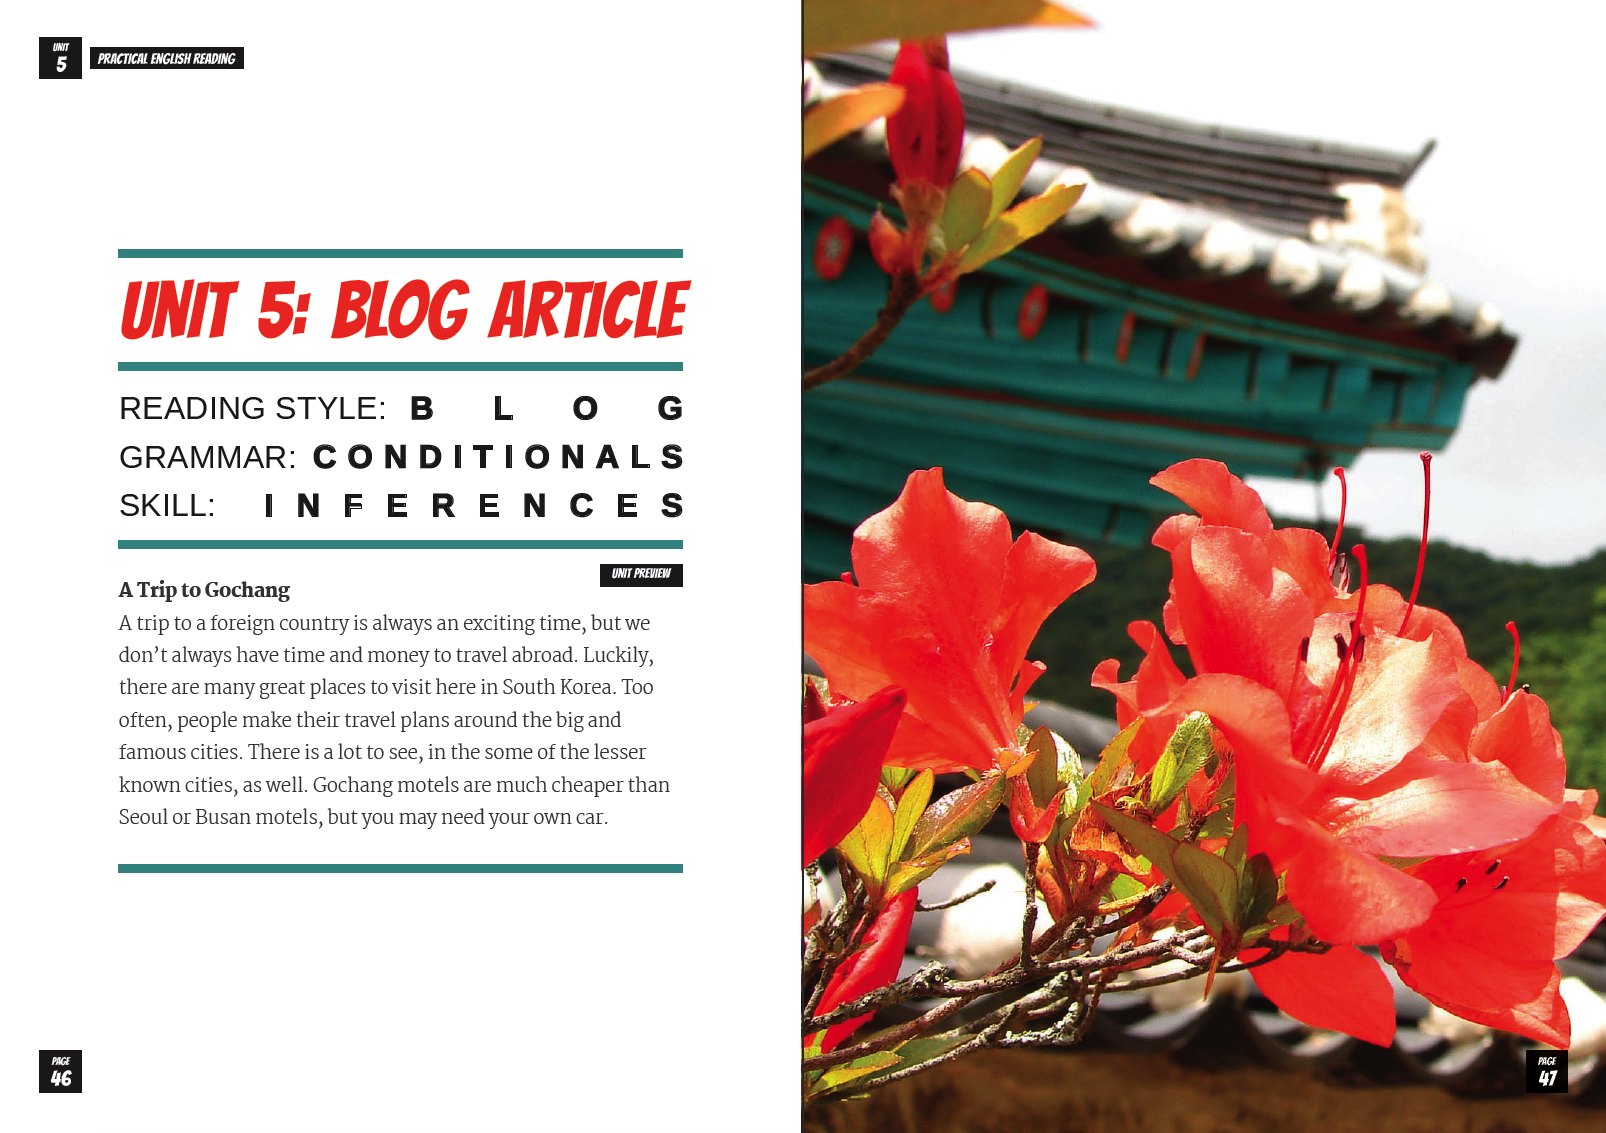 UNIT
5
PRACTICAL ENGLISH READING
UNIT 5: BLOG ARTICLE
READING STYLE: BLOG
GRAMMAR: CONDITIONALS
SKILL: INFERENCES
UNIT PREVIEW
A Trip to Gochang
A trip to a foreign country is always an exciting time, but we
don’t always have time and money to travel abroad. Luckily,
there are many great places to visit here in South Korea. Too
often, people make their travel plans around the big and
famous cities. There is a lot to see, in the some of the lesser
known cities, as well. Gochang motels are much cheaper than
Seoul or Busan motels, but you may need your own car.
PAGE
46
PAGE
47